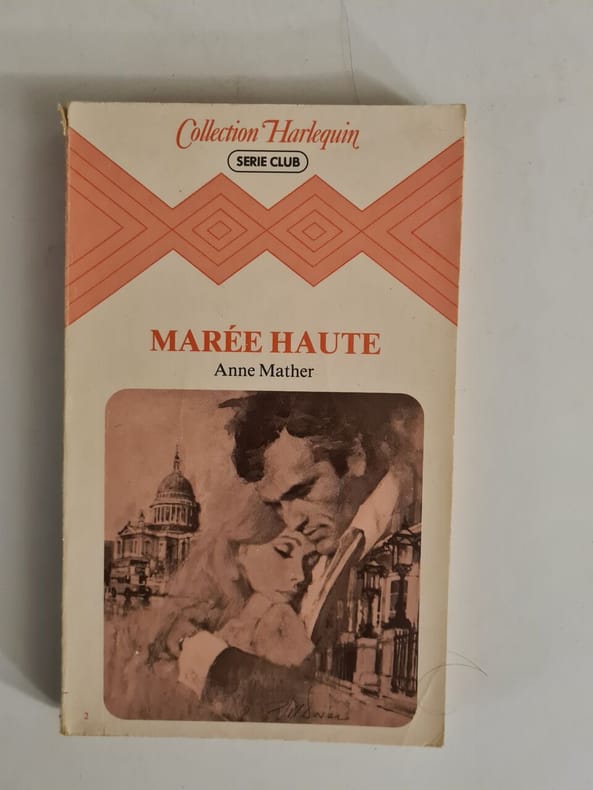 Collection Harlequin
SERIE CLUB
MARÉE HAUTE
Anne Mather
2